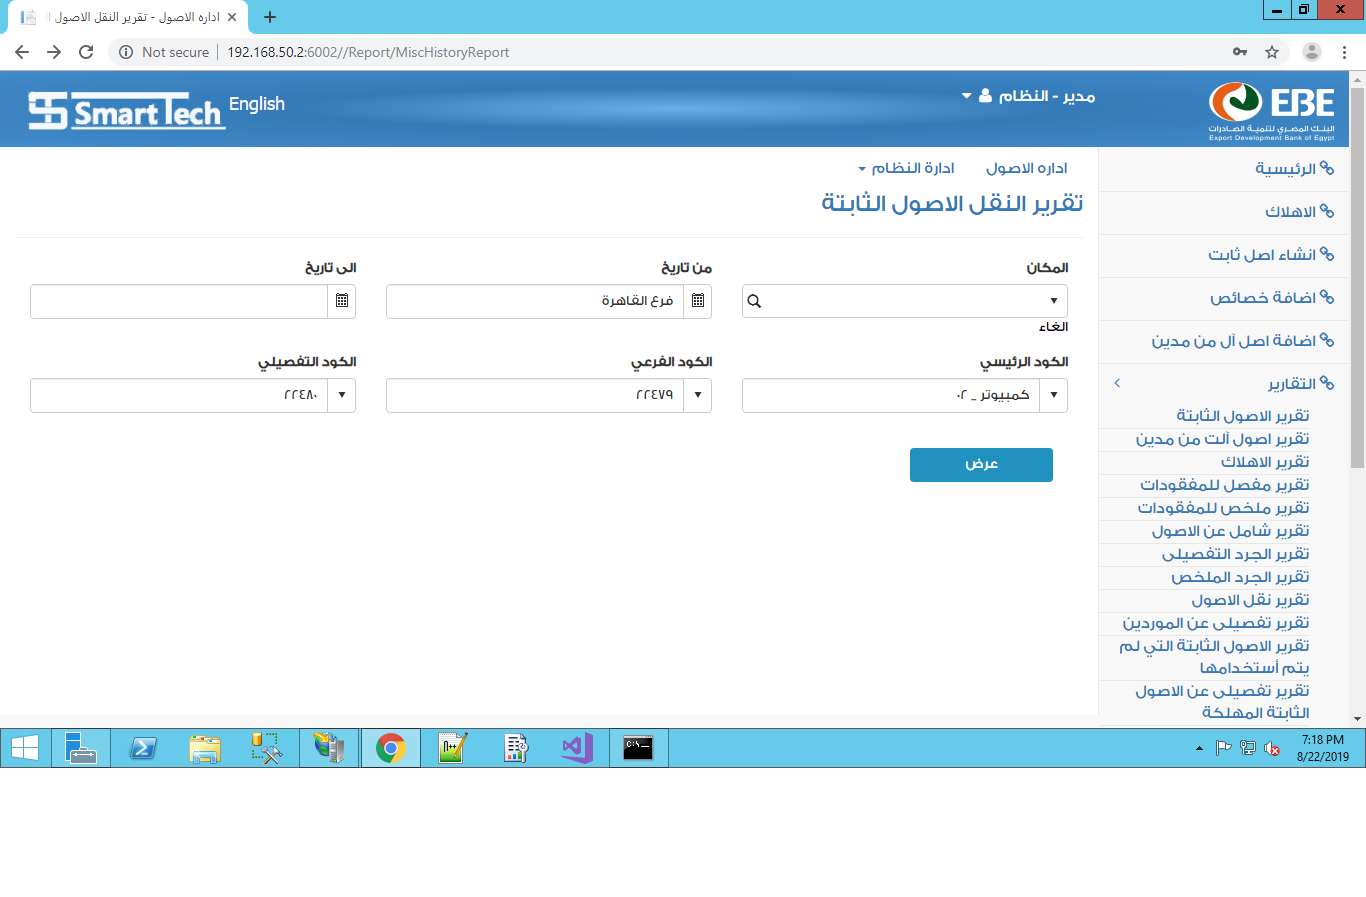 اداره الاصول - تقرير النقل الاصول ال
Not secure
192.168.50.2:6002//Report/MiscHistoryReport
SmartTech
English
مدير - النظام
EBE
البنك المصري لتنمية الصادرات
Export Development Bank of Egypt
اداره الاصول
ادارة النظام
تقرير النقل الاصول الثابتة
المكان
من تاريخ
الى تاريخ
فرع القاهرة
الغاء
الكود الرئيسي
الكود الفرعي
الكود التفصيلي
كمبيوتر _ ٠٢
٢٢٤٧٩
٢٢٤٨٠
عرض
الرئيسية
الاهلاك
انشاء اصل ثابت
اضافة خصائص
اضافة اصل آل من مدين
التقارير
تقرير الاصول الثابتة
تقرير اصول آلت من مدين
تقرير الاهلاك
تقرير مفصل للمفقودات
تقرير ملخص للمفقودات
تقرير شامل عن الاصول
تقرير الجرد التفصيلى
تقرير الجرد الملخص
تقرير نقل الاصول
تقرير تفصيلى عن الموردين
تقرير الاصول الثابتة التي لم
يتم أستخدامها
تقرير تفصيلى عن الاصول
الثابتة المهلكة
7:18 PM
8/22/2019